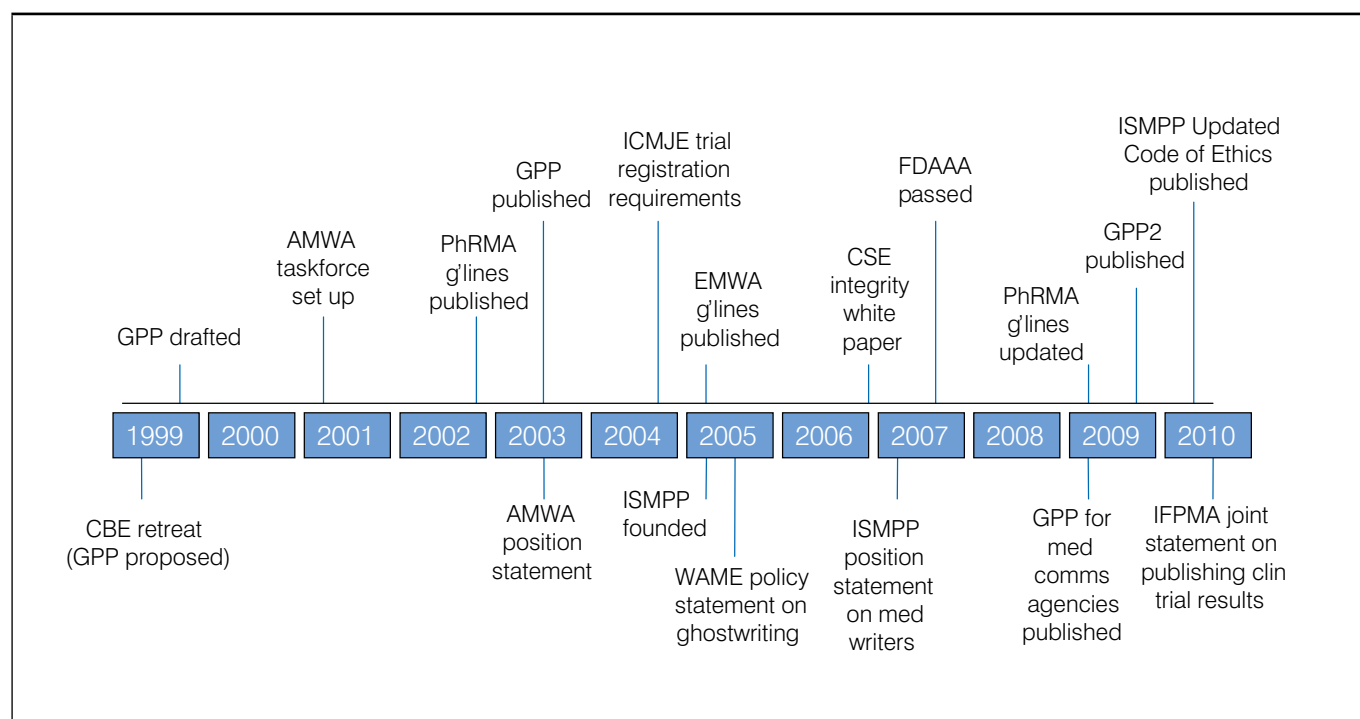 GPP drafted
AMWA
taskforce
set up
PhRMA
g'lines
published
GPP
published
ICMJE trial
registration
requirements
EMWA
g'lines
published
CSE
integrity
white
paper
FDAAA
passed
PhRMA
g'lines
updated
GPP2
published
ISMPP Updated
Code of Ethics
published
1999 2000 2001 2002 2003 2004 2005 2006 2007 2008 2009 2010
CBE retreat
(GPP proposed)
AMWA
position
statement
ISMPP
founded
WAME policy
statement on
ghostwriting
ISMPP
position
statement
on med
writers
GPP for
med
comms
agencies
published
IFPMA joint
statement on
publishing clin
trial results